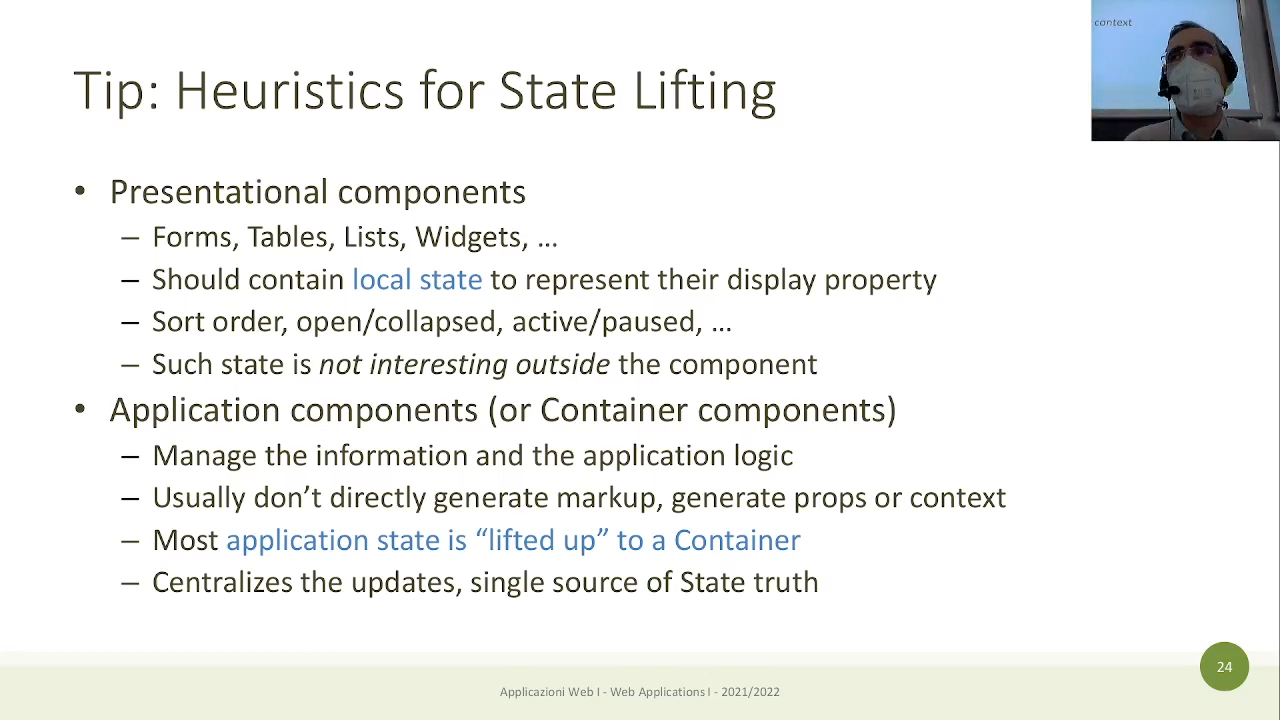 context
Tip: Heuristics for State Lifting
• Presentational components
– Forms, Tables, Lists, Widgets, …
– Should contain local state to represent their display property
– Sort order, open/collapsed, active/paused, …
– Such state is not interesting outside the component
• Application components (or Container components)
– Manage the information and the application logic
– Usually don’t directly generate markup, generate props or context
– Most application state is “lifted up” to a Container
– Centralizes the updates, single source of State truth
24
Applicazioni Web I - Web Applications I - 2021/2022